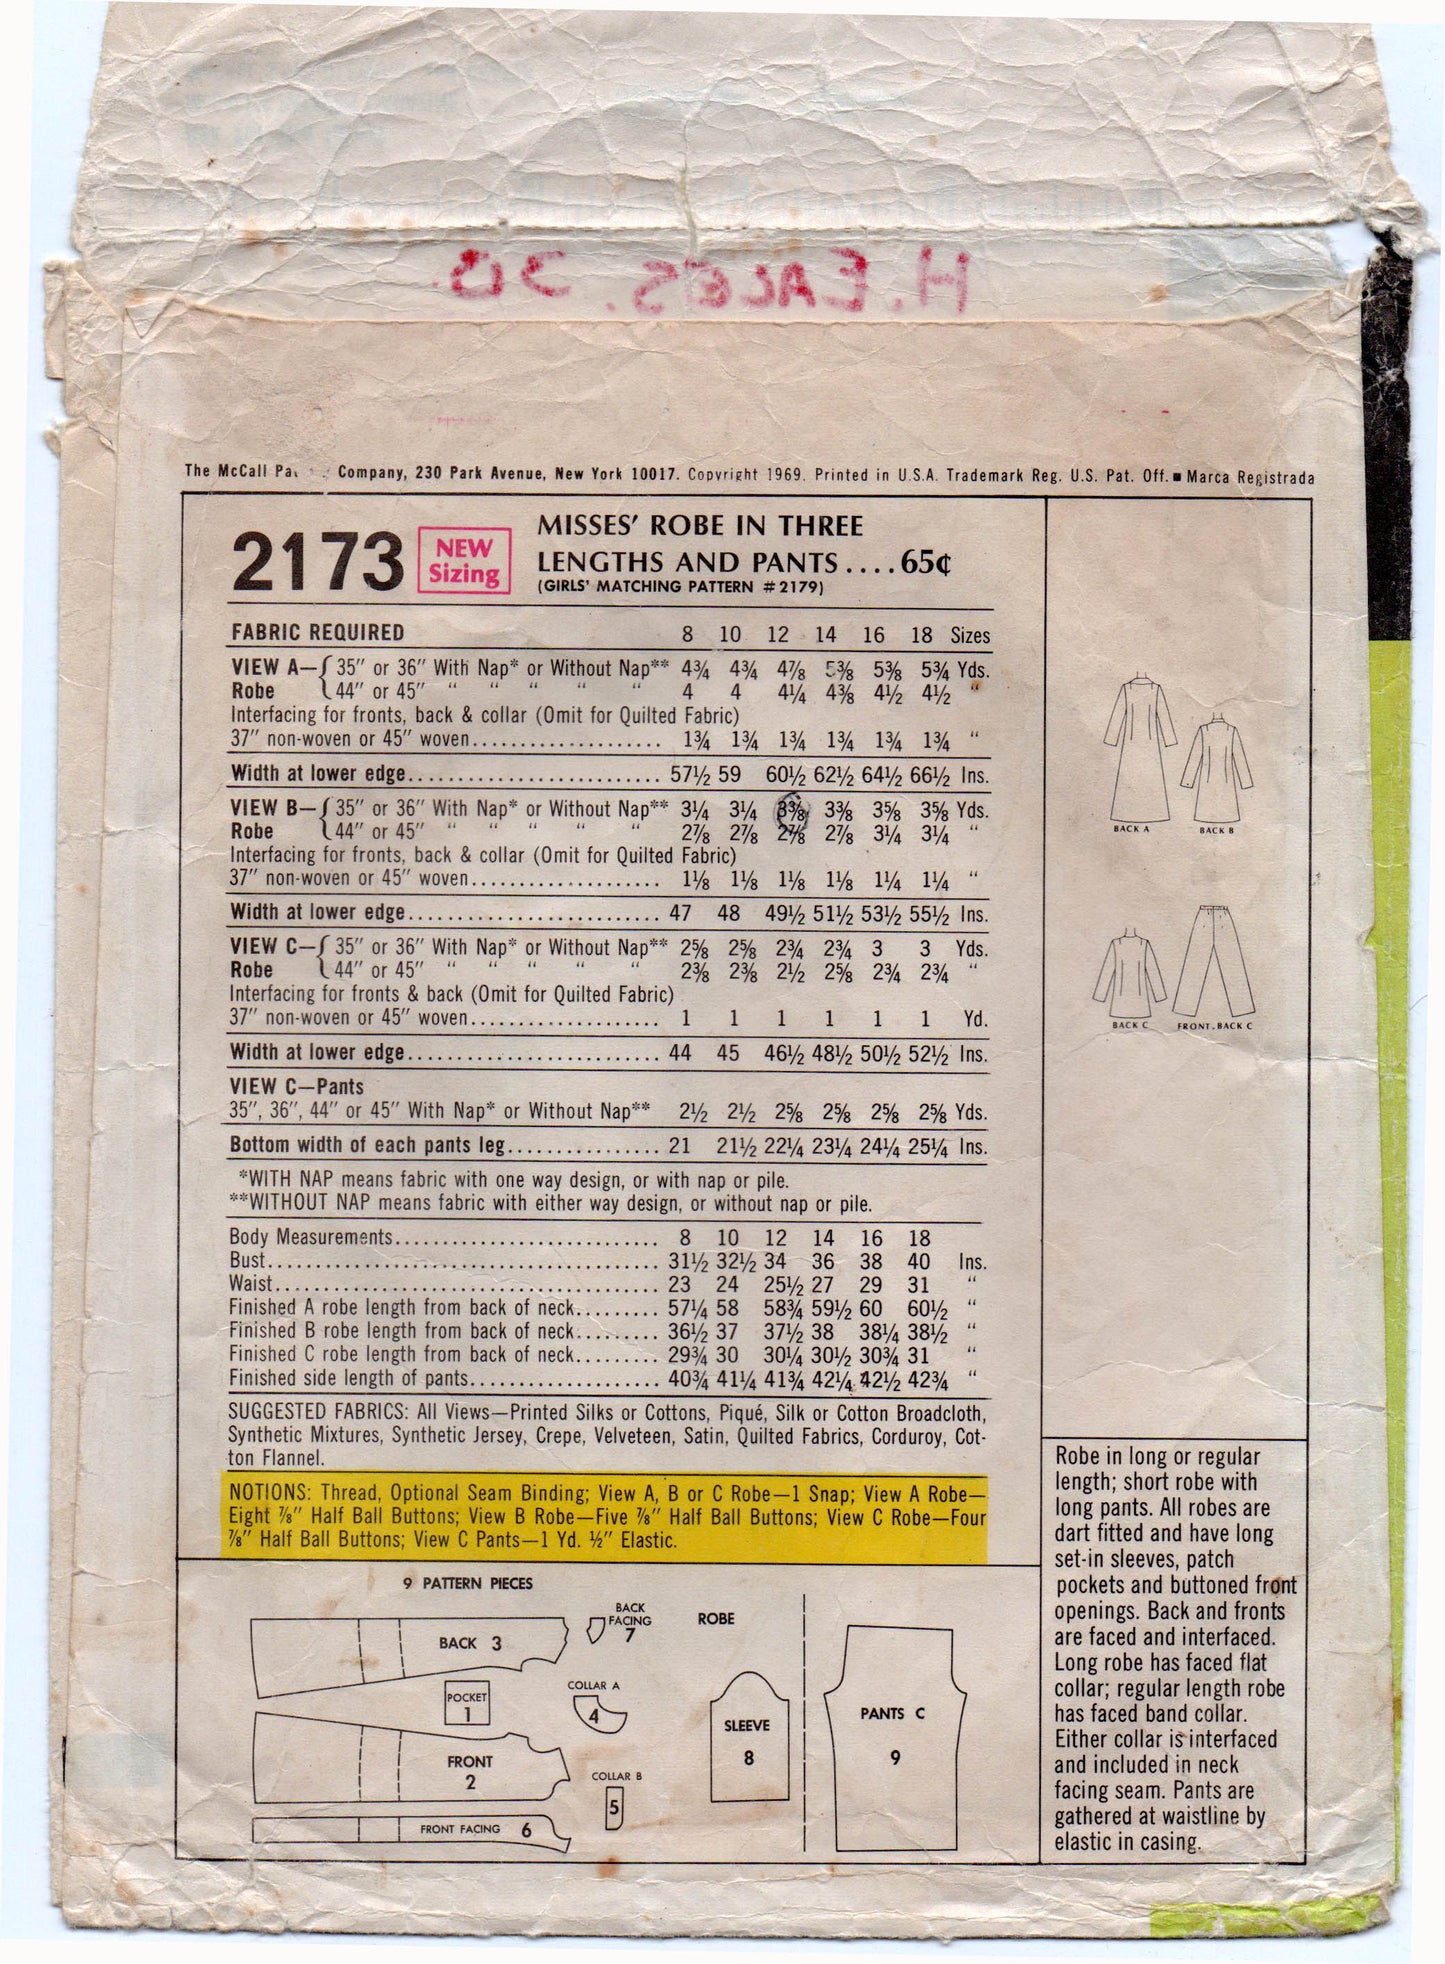 H. EALES. 30.
The McCall Company, 230 Park Avenue, New York 10017. Copyright 1969. Printed in U.S.A. Trademark Reg. U.S. Pat. Off. ■ Marca Registrada
2173
NEW
Sizing
MISSES' ROBE IN THREE
LENGTHS AND PANTS....65¢
(GIRLS' MATCHING PATTERN #2179)
FABRIC REQUIRED 8 10 12 14 16 18 Sizes
VIEW A—{35" or 36" With Nap* or Without Nap** 4¾ 4¾ 4⅞ 5⅜ 5⅜ 5¾ Yds.
Robe {44" or 45" " " " " " 4 4 4¼ 4⅜ 4½ 4½ "
Interfacing for fronts, back & collar (Omit for Quilted Fabric)
37" non-woven or 45" woven.................... 1¾ 1¾ 1¾ 1¾ 1¾ 1¾ "
Width at lower edge.......................... 57½ 59 60½ 62½ 64½ 66½ Ins.
VIEW B—{35" or 36" With Nap* or Without Nap** 3¼ 3¼ 3⅜ 3⅜ 3⅝ 3⅝ Yds.
Robe {44" or 45" " " " " " 2⅞ 2⅞ 2⅞ 2⅞ 3¼ 3¼ "
Interfacing for fronts, back & collar (Omit for Quilted Fabric)
37" non-woven or 45" woven.................... 1⅛ 1⅛ 1⅛ 1⅛ 1¼ 1¼ "
Width at lower edge.......................... 47 48 49½ 51½ 53½ 55½ Ins.
VIEW C—{35" or 36" With Nap* or Without Nap** 2⅝ 2⅝ 2¾ 2¾ 3 3 Yds.
Robe {44" or 45" " " " " " 2⅜ 2⅜ 2½ 2⅝ 2¾ 2¾ "
Interfacing for fronts & back (Omit for Quilted Fabric)
37" non-woven or 45" woven.................... 1 1 1 1 1 1 Yd.
Width at lower edge.......................... 44 45 46½ 48½ 50½ 52½ Ins.
VIEW C—Pants
35", 36", 44" or 45" With Nap* or Without Nap** 2½ 2½ 2⅝ 2⅝ 2⅝ 2⅝ Yds.
Bottom width of each pants leg................ 21 21½ 22¼ 23¼ 24¼ 25¼ Ins.
*WITH NAP means fabric with one way design, or with nap or pile.
**WITHOUT NAP means fabric with either way design, or without nap or pile.
Body Measurements............................ 8 10 12 14 16 18
Bust......................................... 31½ 32½ 34 36 38 40 Ins.
Waist........................................ 23 24 25½ 27 29 31 "
Finished A robe length from back of neck......... 57¼ 58 58¾ 59½ 60 60½ "
Finished B robe length from back of neck......... 36½ 37 37½ 38 38¼ 38½ "
Finished C robe length from back of neck......... 29¾ 30 30¼ 30½ 30¾ 31 "
Finished side length of pants.................... 40¾ 41¼ 41¾ 42¼ 42½ 42¾ "
SUGGESTED FABRICS: All Views—Printed Silks or Cottons, Piqué, Silk or Cotton Broadcloth,
Synthetic Mixtures, Synthetic Jersey, Crepe, Velveteen, Satin, Quilted Fabrics, Corduroy, Cot-
ton Flannel.
NOTIONS: Thread, Optional Seam Binding; View A, B or C Robe—1 Snap; View A Robe—
Eight ⅞" Half Ball Buttons; View B Robe—Five ⅞" Half Ball Buttons; View C Robe—Four
⅞" Half Ball Buttons; View C Pants—1 Yd. ½" Elastic.
BACK A
BACK B
BACK C
FRONT-BACK C
Robe in long or regular
length; short robe with
long pants. All robes are
dart fitted and have long
set-in sleeves, patch
pockets and buttoned front
openings. Back and fronts
are faced and interfaced.
Long robe has faced flat
collar; regular length robe
has faced band collar.
Either collar is interfaced
and included in neck
facing seam. Pants are
gathered at waistline by
elastic in casing.
9 PATTERN PIECES
BACK 3
BACK
FACING
7
ROBE
POCKET
1
COLLAR A
4
FRONT
2
COLLAR B
5
FRONT FACING 6
SLEEVE
8
PANTS C
9